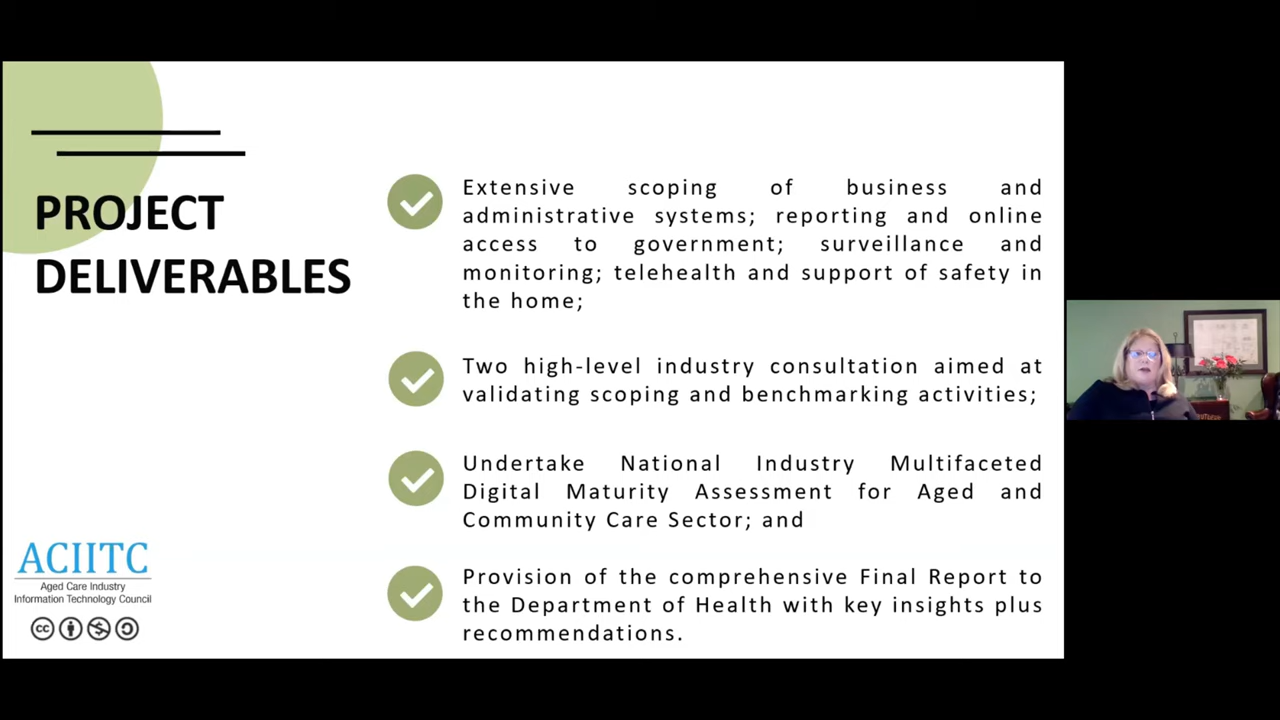 PROJECT
DELIVERABLES
Extensive scoping of business and
administrative systems; reporting and online
access to government; surveillance and
monitoring; telehealth and support of safety in
the home;
Two high-level industry consultation aimed at
validating scoping and benchmarking activities;
Undertake National Industry Multifaceted
Digital Maturity Assessment for Aged and
Community Care Sector; and
Provision of the comprehensive Final Report to
the Department of Health with key insights plus
recommendations.
ACIITC
Aged Care Industry
Information Technology Council
cc